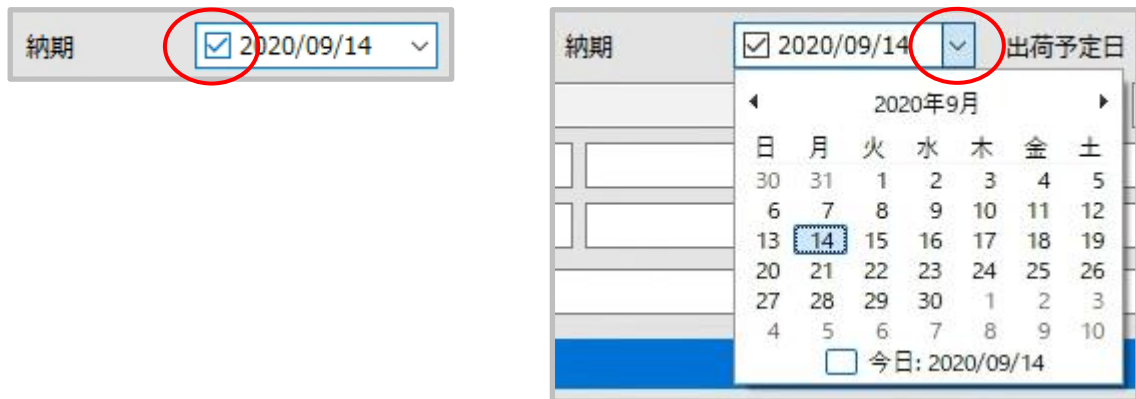 納期 2020/09/14
納期 2020/09/14 出荷予定日
2020年9月
日 月 火 水 木 金 土
30 31 1 2 3 4 5
6 7 8 9 10 11 12
13 14 15 16 17 18 19
20 21 22 23 24 25 26
27 28 29 30 1 2 3
4 5 6 7 8 9 10
今日: 2020/09/14